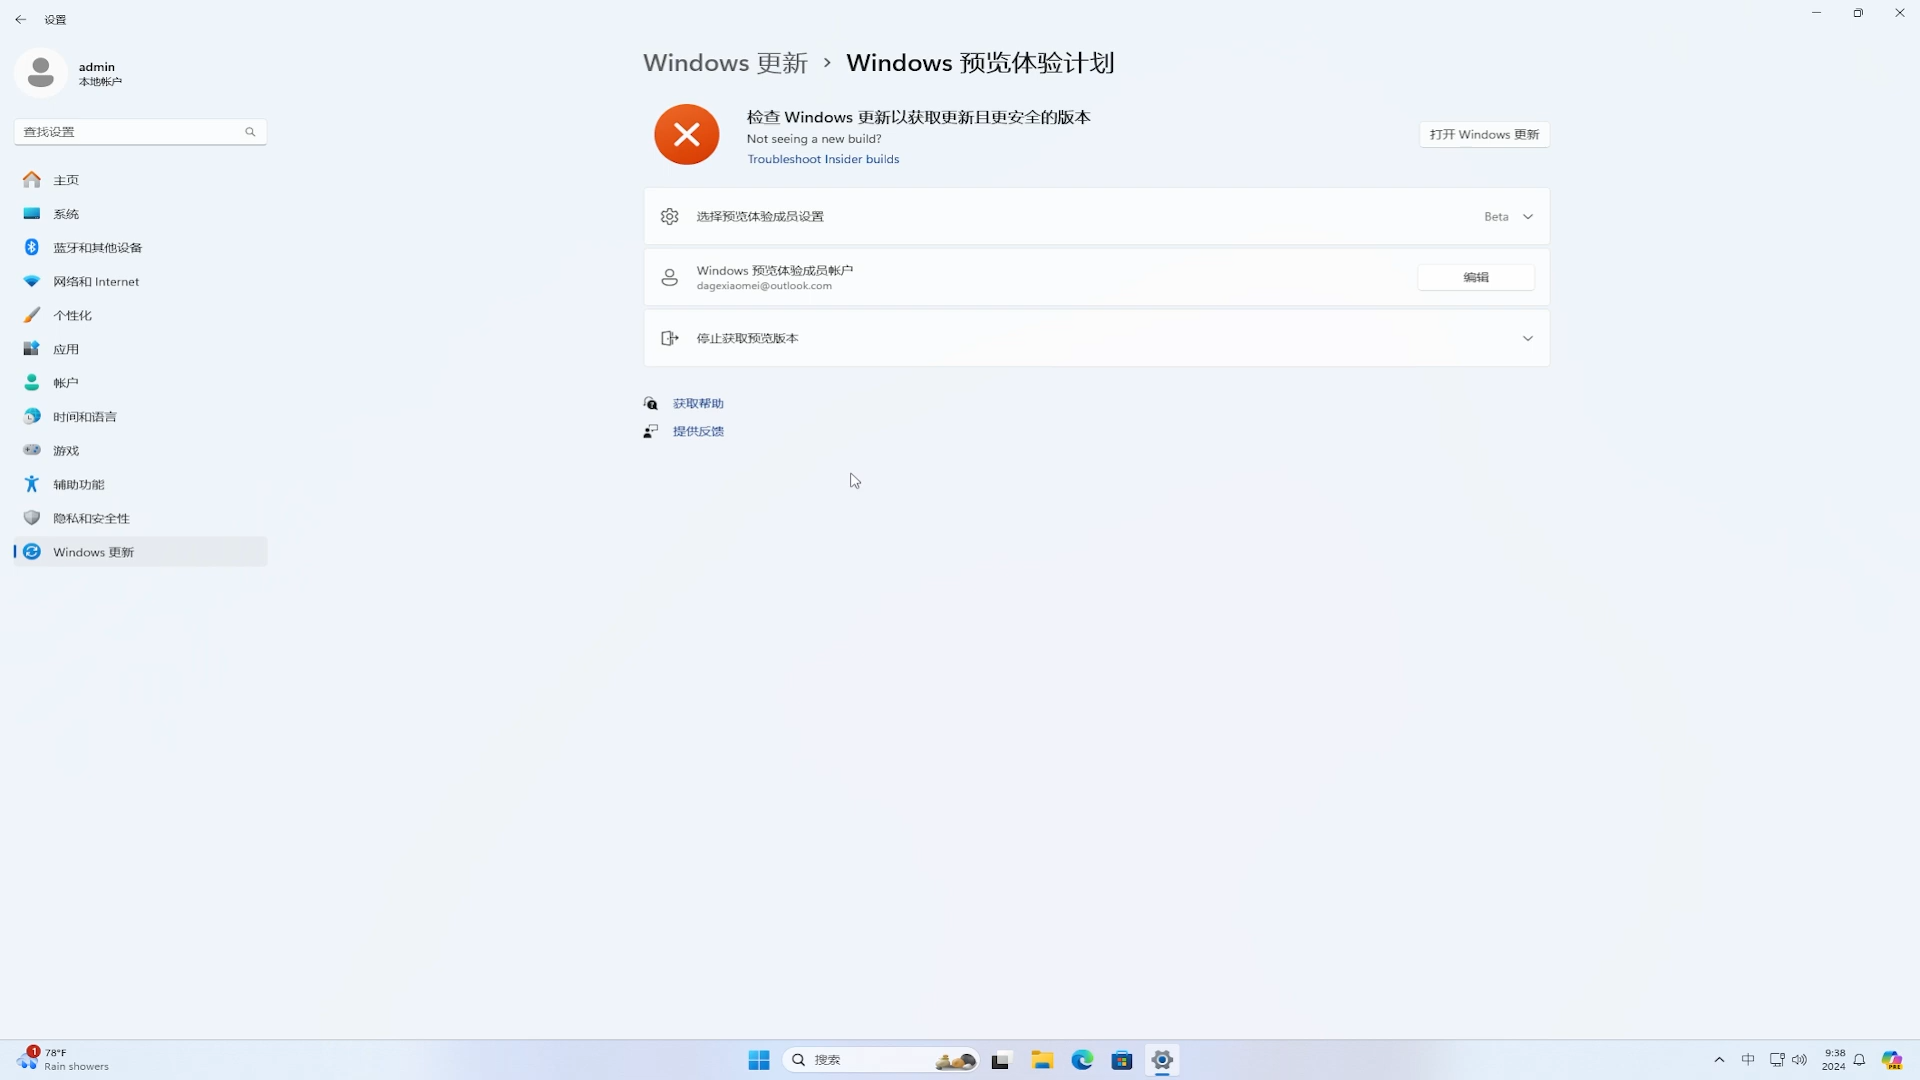 设置
admin
本地帐户
查找设置
主页
系统
蓝牙和其他设备
网络和 Internet
个性化
应用
帐户
时间和语言
游戏
辅助功能
隐私和安全性
Windows 更新
Windows 更新 › Windows 预览体验计划
检查 Windows 更新以获取更新且更安全的版本
Not seeing a new build?
Troubleshoot Insider builds
打开 Windows 更新
选择预览体验成员设置
Beta
Windows 预览体验成员帐户
dagexiaomei@outlook.com
编辑
停止获取预览版本
获取帮助
提供反馈
1
78°F
Rain showers
搜索
中
9:38
2024
PRE